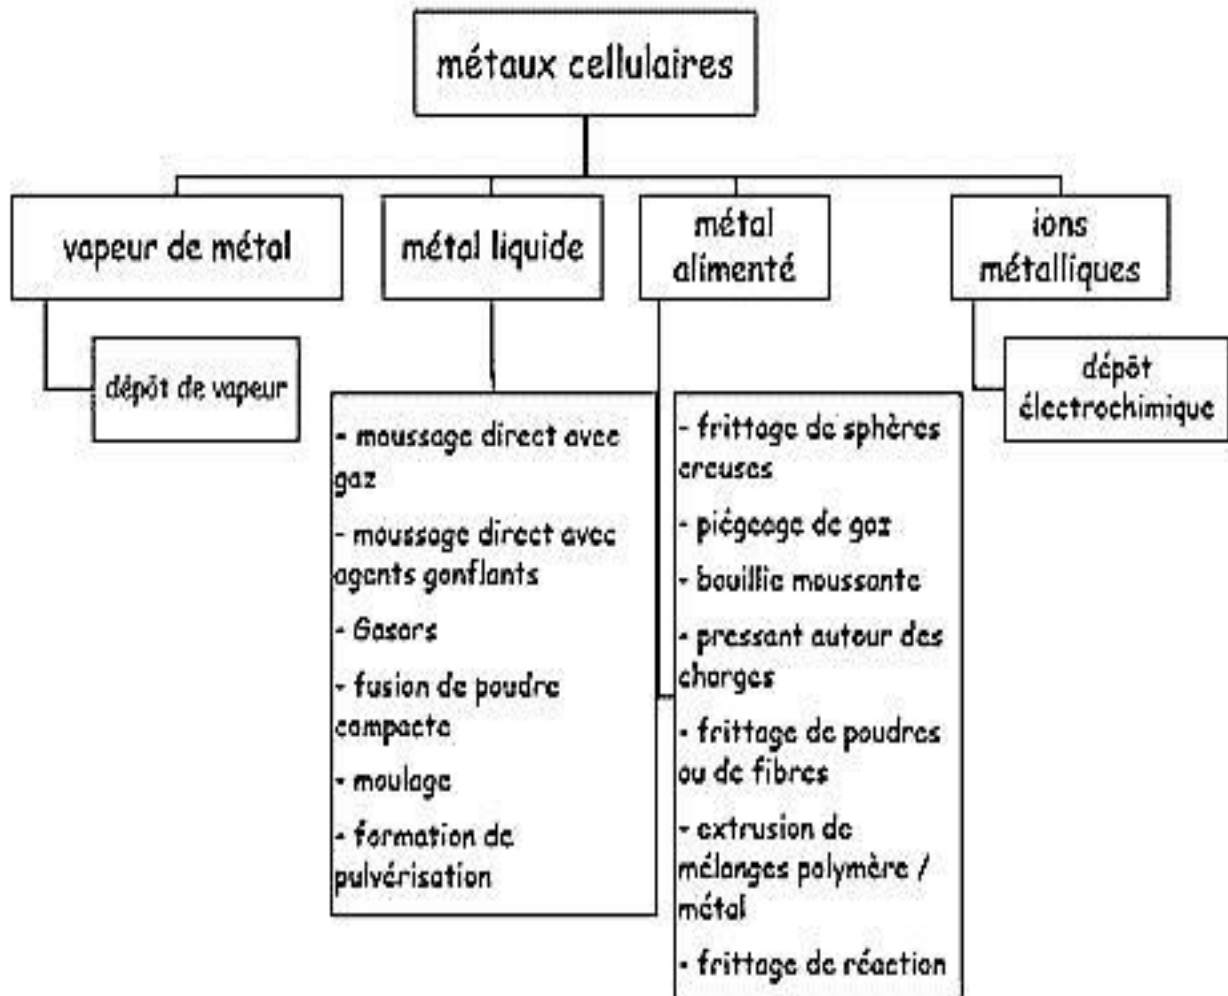 métaux cellulaires
vapeur de métal
dépôt de vapeur
métal liquide
- moussage direct avec
gaz
- moussage direct avec
agents gonflants
- Gasars
- fusion de poudre
compacte
- moulage
- formation de
pulvérisation
métal
alimenté
- frittage de sphères
creuses
- piégeage de gaz
- bouillie moussante
- pressant autour des
charges
- frittage de poudres
ou de fibres
- extrusion de
mélanges polymère /
métal
- frittage de réaction
ions
métalliques
dépôt
électrochimique